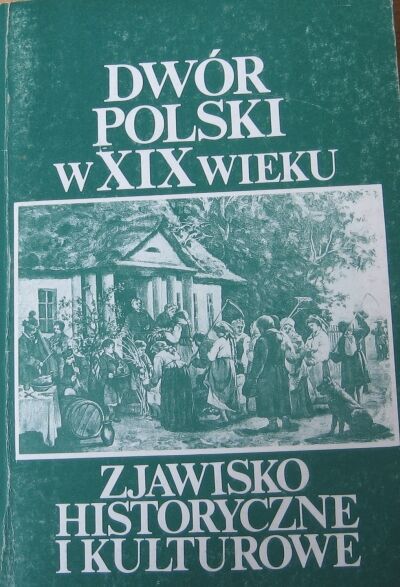 DWÓR
POLSKI
W XIX WIEKU
ZJAWISKO
HISTORYCZNE
I KULTUROWE